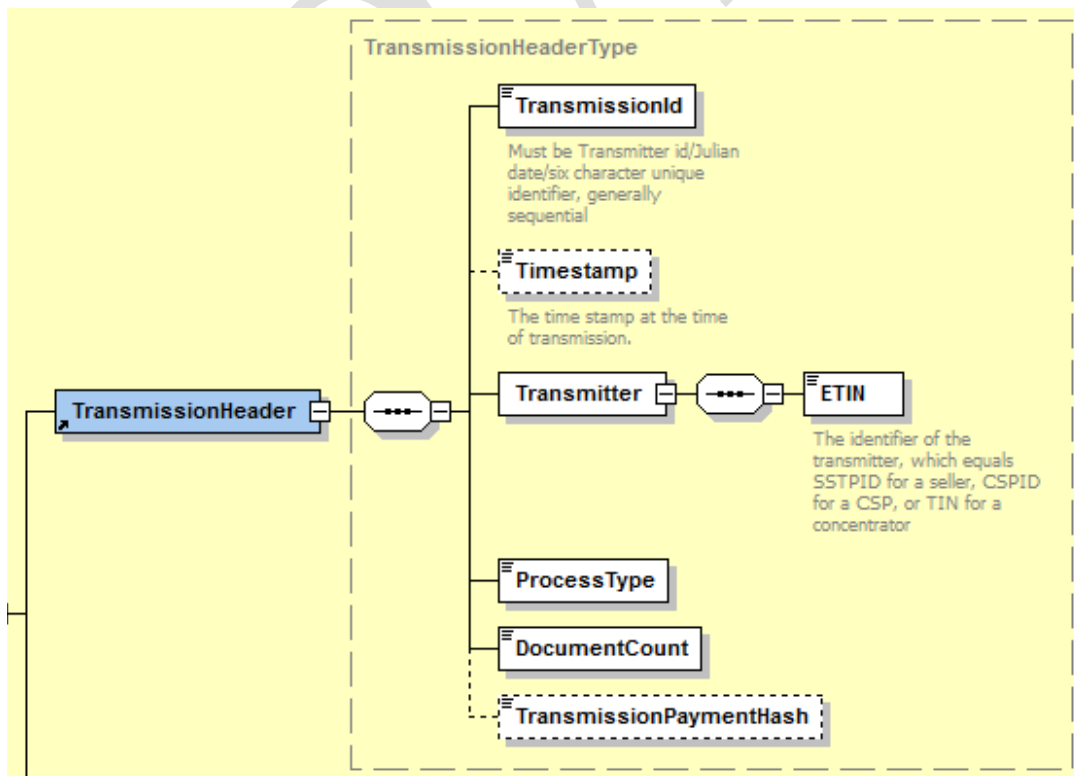 TransmissionHeaderType
TransmissionId
Must be Transmitter id/Julian
date/six character unique
identifier, generally
sequential
Timestamp
The time stamp at the time
of transmission.
TransmissionHeader
Transmitter
ETIN
The identifier of the
transmitter, which equals
SSTPID for a seller, CSPID
for a CSP, or TIN for a
concentrator
ProcessType
DocumentCount
TransmissionPaymentHash